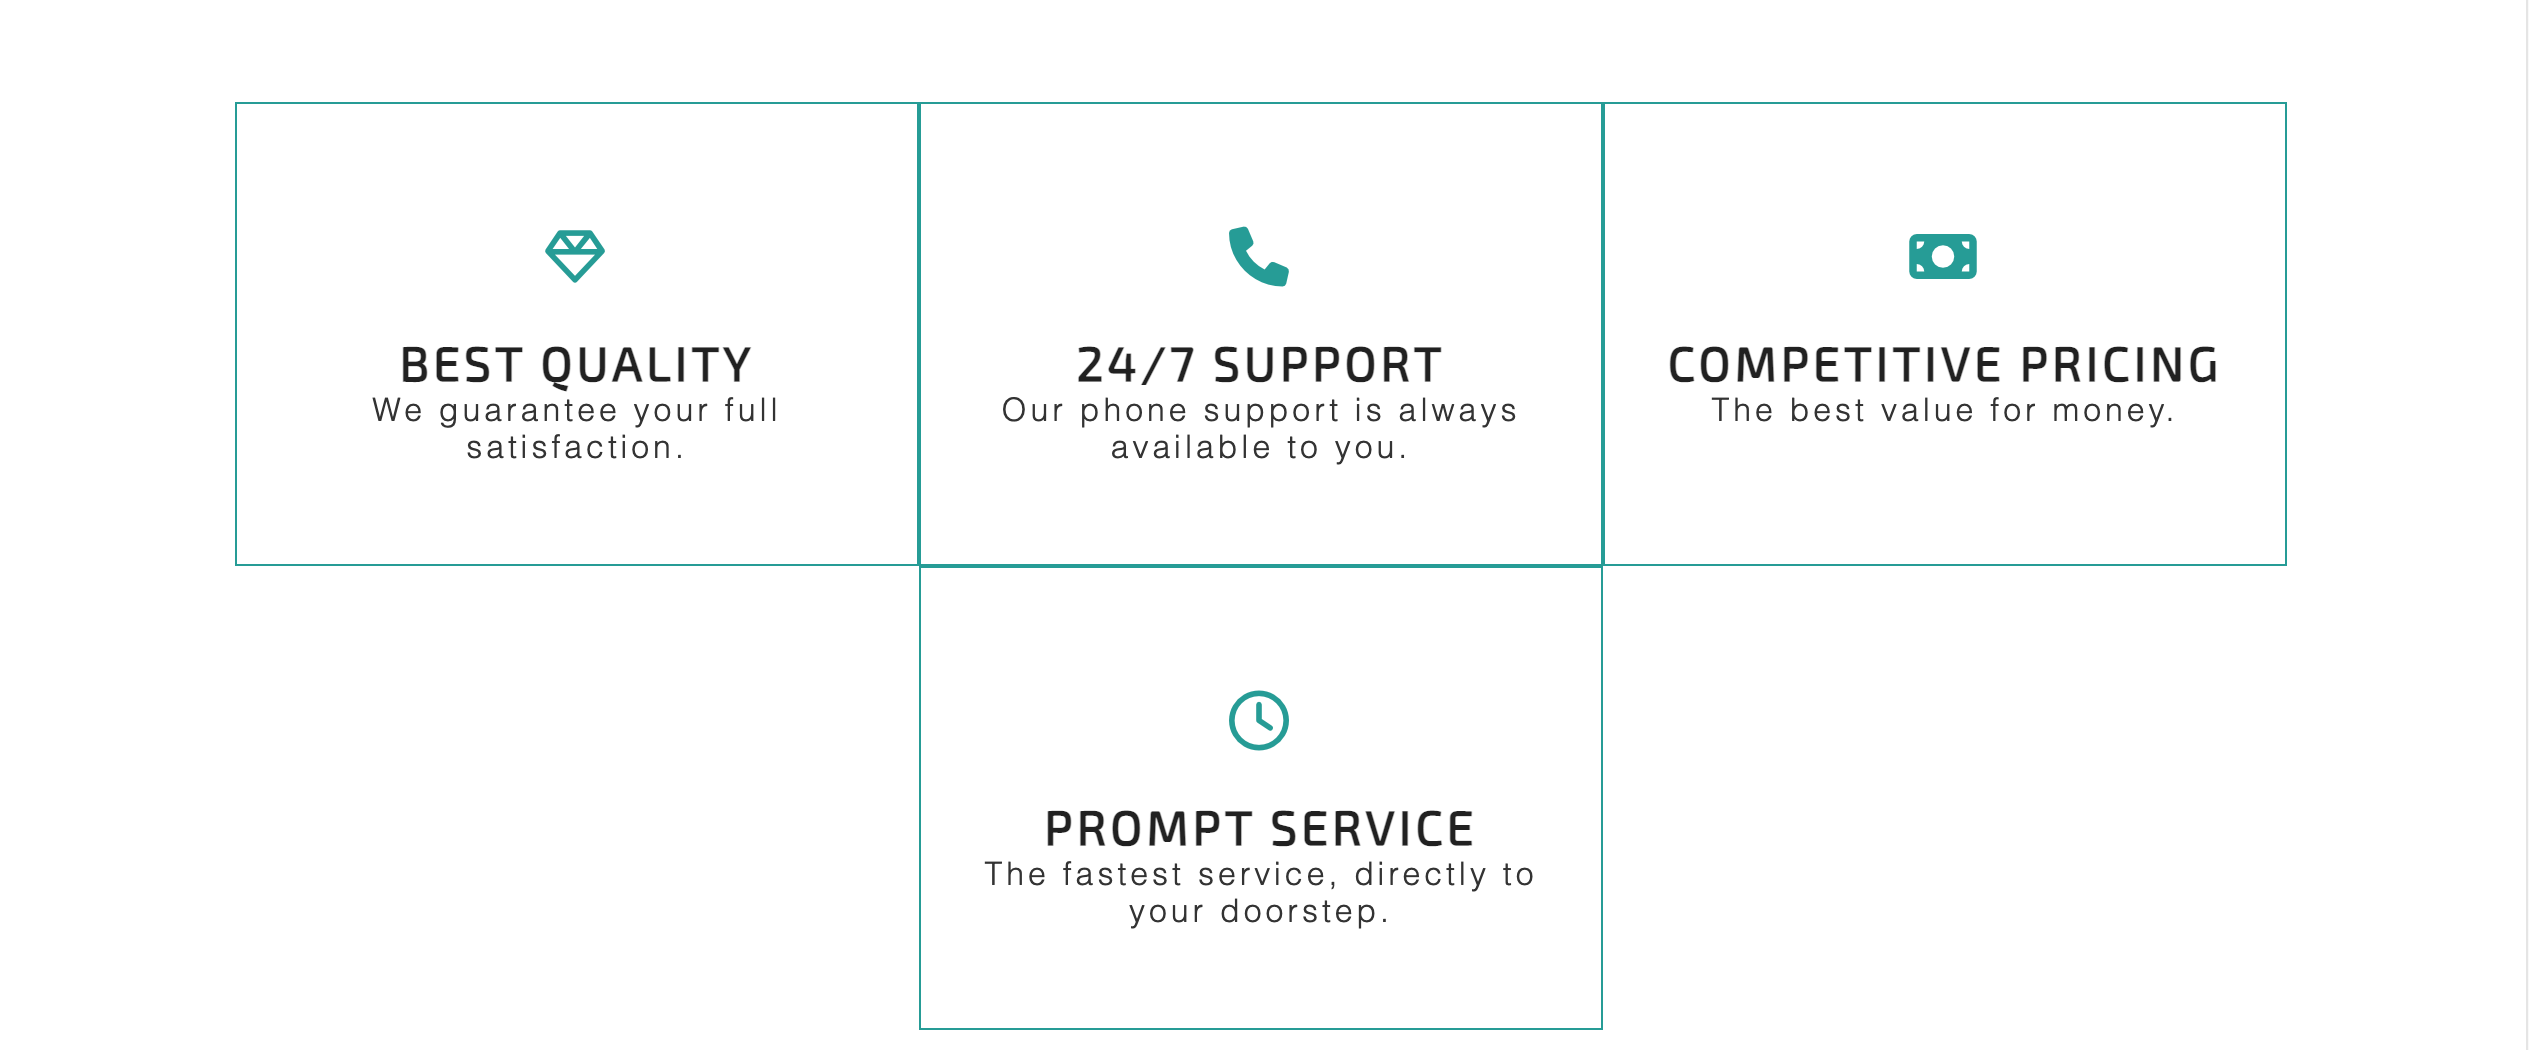 BEST QUALITY
We guarantee your full
satisfaction.
24/7 SUPPORT
Our phone support is always
available to you.
COMPETITIVE PRICING
The best value for money.
PROMPT SERVICE
The fastest service, directly to
your doorstep.